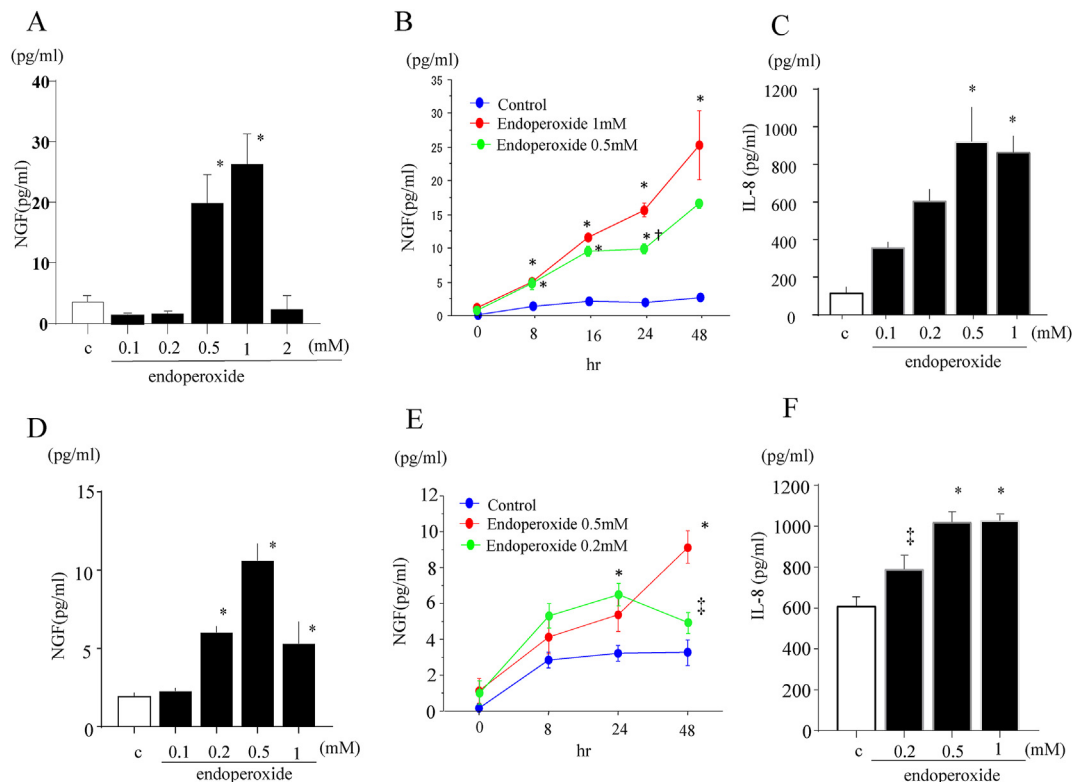 A
(pg/ml)
NGF(pg/ml)
40
30
20
10
0
*
*
c 0.1 0.2 0.5 1 2 (mM)
endoperoxide
B
(pg/ml)
NGF(pg/ml)
35
30
25
20
15
10
5
0
Control
Endoperoxide 1mM
Endoperoxide 0.5mM
*
*
*
*
*
*
* †
0 8 16 24 48
hr
C
(pg/ml)
IL-8 (pg/ml)
1200
1000
800
600
400
200
0
*
*
c 0.1 0.2 0.5 1 (mM)
endoperoxide
D
(pg/ml)
NGF(pg/ml)
15
10
5
0
*
*
*
c 0.1 0.2 0.5 1 (mM)
endoperoxide
E
(pg/ml)
NGF(pg/ml)
12
10
8
6
4
2
0
Control
Endoperoxide 0.5mM
Endoperoxide 0.2mM
*
*
‡
0 8 24 48
hr
F
(pg/ml)
IL-8 (pg/ml)
1200
1000
800
600
400
200
0
‡
*
*
c 0.2 0.5 1 (mM)
endoperoxide